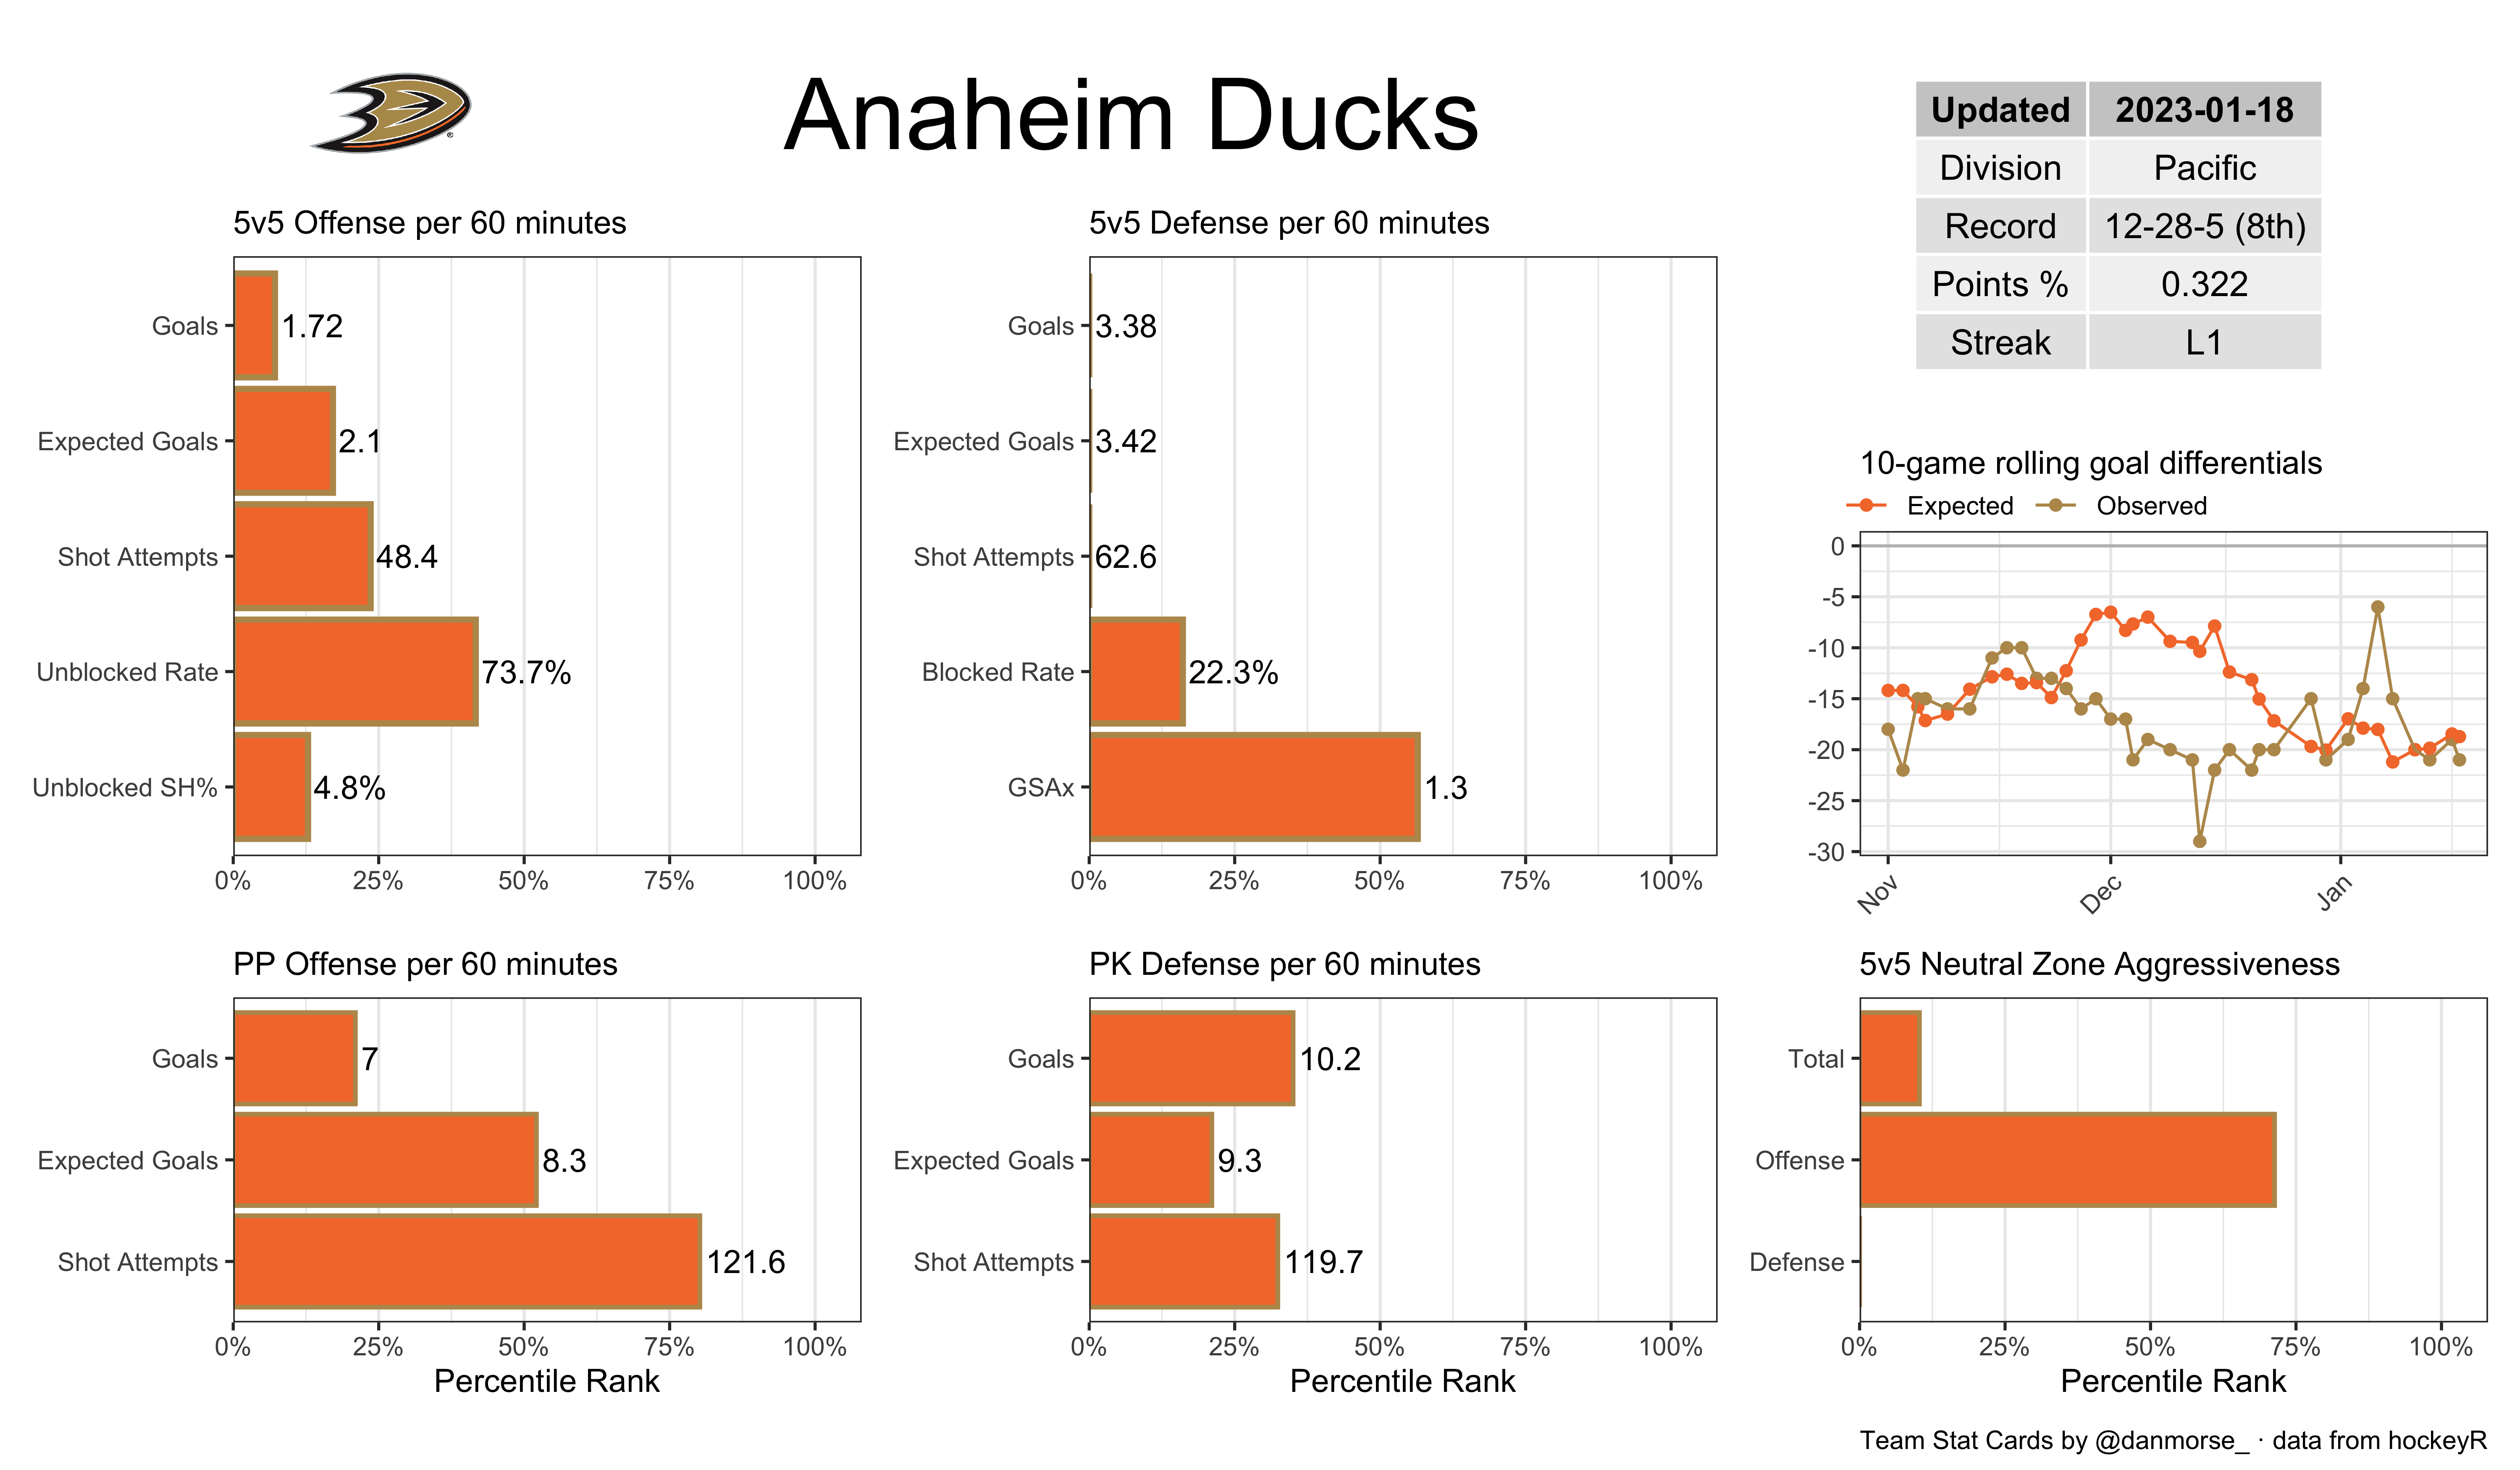 Anaheim Ducks
Updated 2023-01-18
Division Pacific
Record 12-28-5 (8th)
Points % 0.322
Streak L1
5v5 Offense per 60 minutes
Goals 1.72
Expected Goals 2.1
Shot Attempts 48.4
Unblocked Rate 73.7%
Unblocked SH% 4.8%
0% 25% 50% 75% 100%
5v5 Defense per 60 minutes
Goals 3.38
Expected Goals 3.42
Shot Attempts 62.6
Blocked Rate 22.3%
GSAx 1.3
0% 25% 50% 75% 100%
10-game rolling goal differentials
Expected Observed
0
-5
-10
-15
-20
-25
-30
Nov Dec Jan
PP Offense per 60 minutes
Goals 7
Expected Goals 8.3
Shot Attempts 121.6
0% 25% 50% 75% 100%
Percentile Rank
PK Defense per 60 minutes
Goals 10.2
Expected Goals 9.3
Shot Attempts 119.7
0% 25% 50% 75% 100%
Percentile Rank
5v5 Neutral Zone Aggressiveness
Total
Offense
Defense
0% 25% 50% 75% 100%
Percentile Rank
Team Stat Cards by @danmorse_ · data from hockeyR